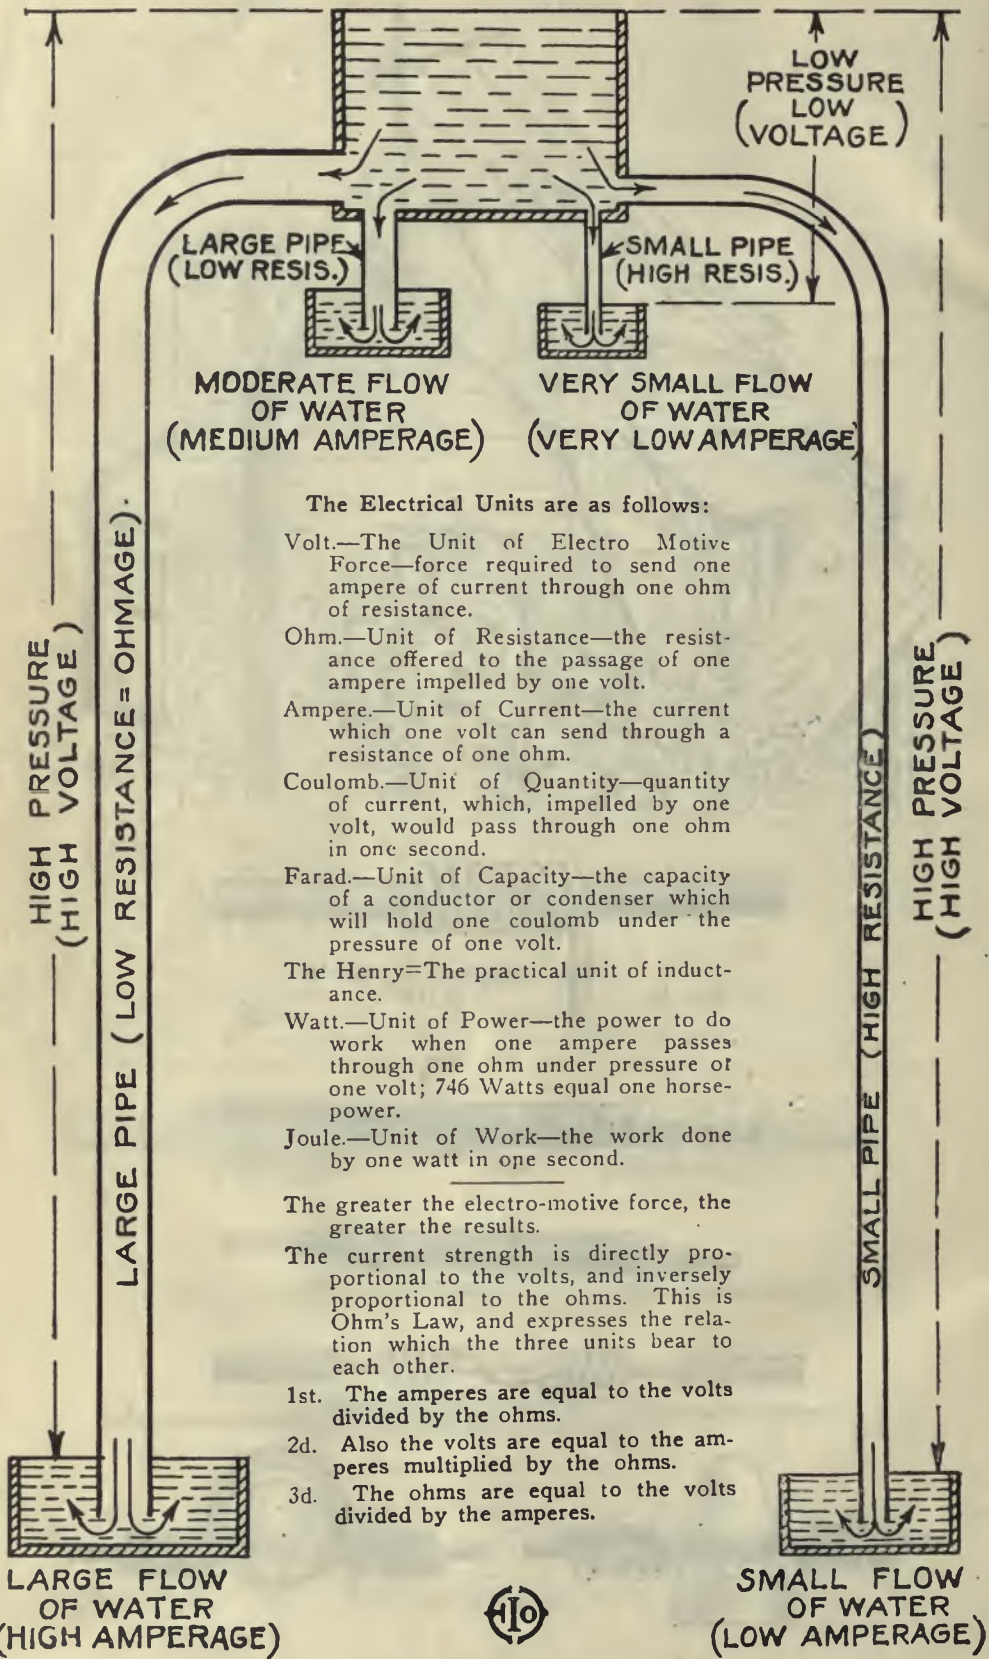 LOW
PRESSURE
LOW
(VOLTAGE)
LARGE PIPE
(LOW RESIS.)
SMALL PIPE
(HIGH RESIS.)
MODERATE FLOW
OF WATER
(MEDIUM AMPERAGE)
VERY SMALL FLOW
OF WATER
(VERY LOW AMPERAGE)
HIGH PRESSURE
(HIGH VOLTAGE)
LARGE PIPE (LOW RESISTANCE = OHMAGE).
The Electrical Units are as follows:
Volt.—The Unit of Electro Motive
Force—force required to send one
ampere of current through one ohm
of resistance.
Ohm.—Unit of Resistance—the resist-
ance offered to the passage of one
ampere impelled by one volt.
Ampere.—Unit of Current—the current
which one volt can send through a
resistance of one ohm.
Coulomb.—Unit of Quantity—quantity
of current, which, impelled by one
volt, would pass through one ohm
in one second.
Farad.—Unit of Capacity—the capacity
of a conductor or condenser which
will hold one coulomb under the
pressure of one volt.
The Henry=The practical unit of induct-
ance.
Watt.—Unit of Power—the power to do
work when one ampere passes
through one ohm under pressure of
one volt; 746 Watts equal one horse-
power.
Joule.—Unit of Work—the work done
by one watt in one second.
The greater the electro-motive force, the
greater the results.
The current strength is directly pro-
portional to the volts, and inversely
proportional to the ohms. This is
Ohm's Law, and expresses the rela-
tion which the three units bear to
each other.
1st. The amperes are equal to the volts
divided by the ohms.
2d. Also the volts are equal to the am-
peres multiplied by the ohms.
3d. The ohms are equal to the volts
divided by the amperes.
SMALL PIPE (HIGH RESISTANCE)
HIGH PRESSURE
(HIGH VOLTAGE)
LARGE FLOW
OF WATER
(HIGH AMPERAGE)
SMALL FLOW
OF WATER
(LOW AMPERAGE)